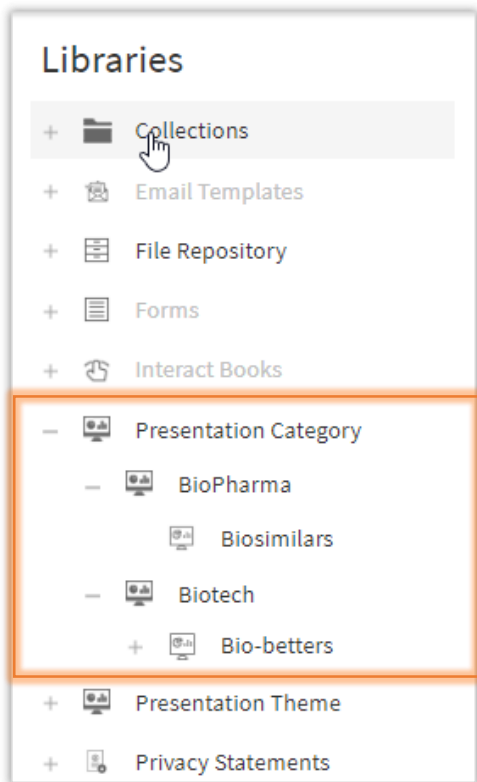 Libraries
Collections
Email Templates
File Repository
Forms
Interact Books
Presentation Category
BioPharma
Biosimilars
Biotech
Bio-betters
Presentation Theme
Privacy Statements